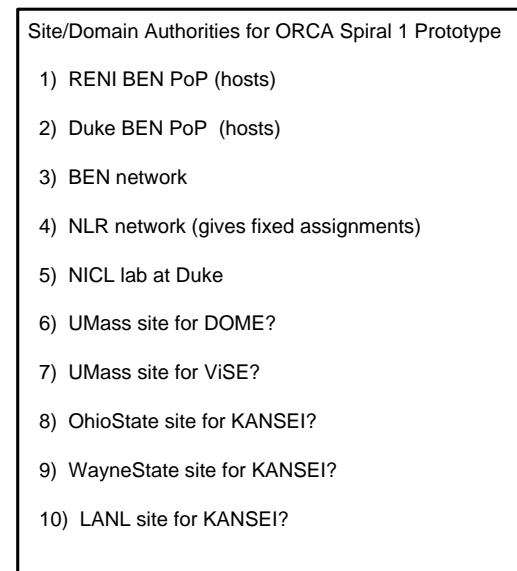 Site/Domain Authorities for ORCA Spiral 1 Prototype
1) RENI BEN PoP (hosts)
2) Duke BEN PoP (hosts)
3) BEN network
4) NLR network (gives fixed assignments)
5) NICL lab at Duke
6) UMass site for DOME?
7) UMass site for ViSE?
8) OhioState site for KANSEI?
9) WayneState site for KANSEI?
10) LANL site for KANSEI?